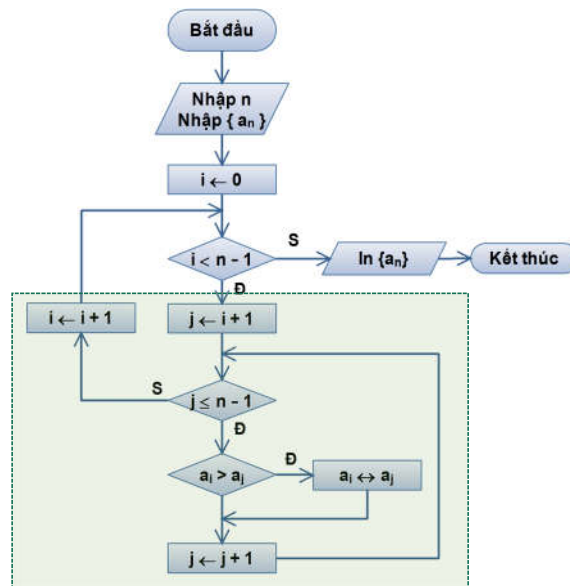 Bắt đầu
Nhập n
Nhập { aₙ }
i ← 0
i < n - 1
S
In {aₙ}
Kết thúc
Đ
i ← i + 1
j ← i + 1
S
j ≤ n - 1
Đ
aᵢ > aⱼ
Đ
aᵢ ↔ aⱼ
j ← j + 1